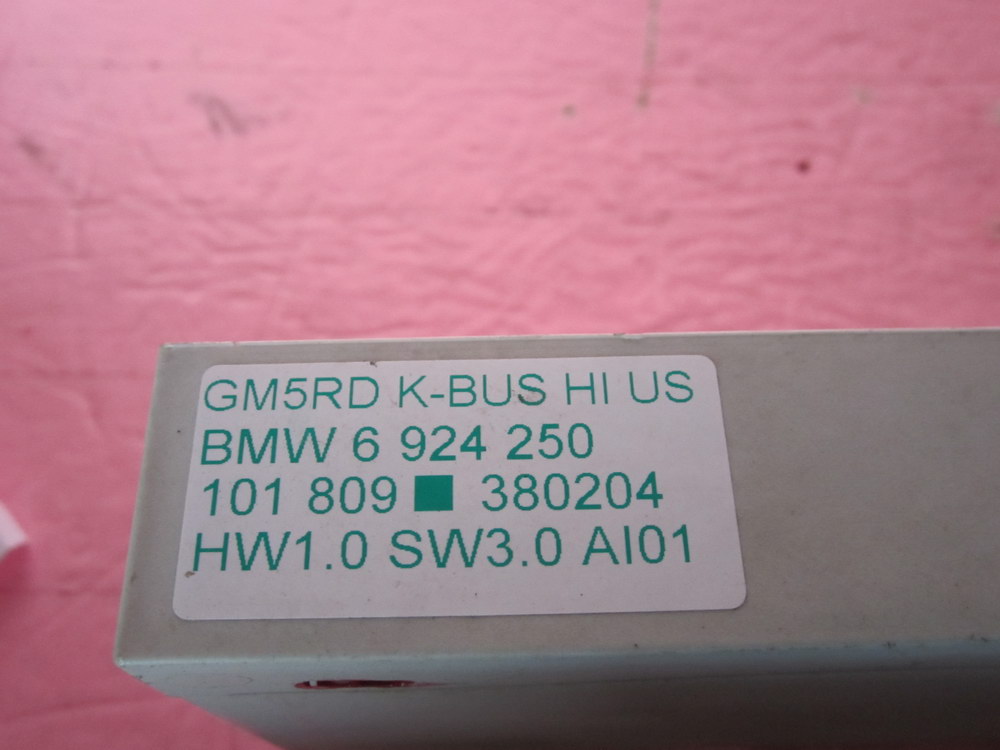 GM5RD K-BUS HI US
BMW 6 924 250
101 809 ■ 380204
HW1.0 SW3.0 AI01